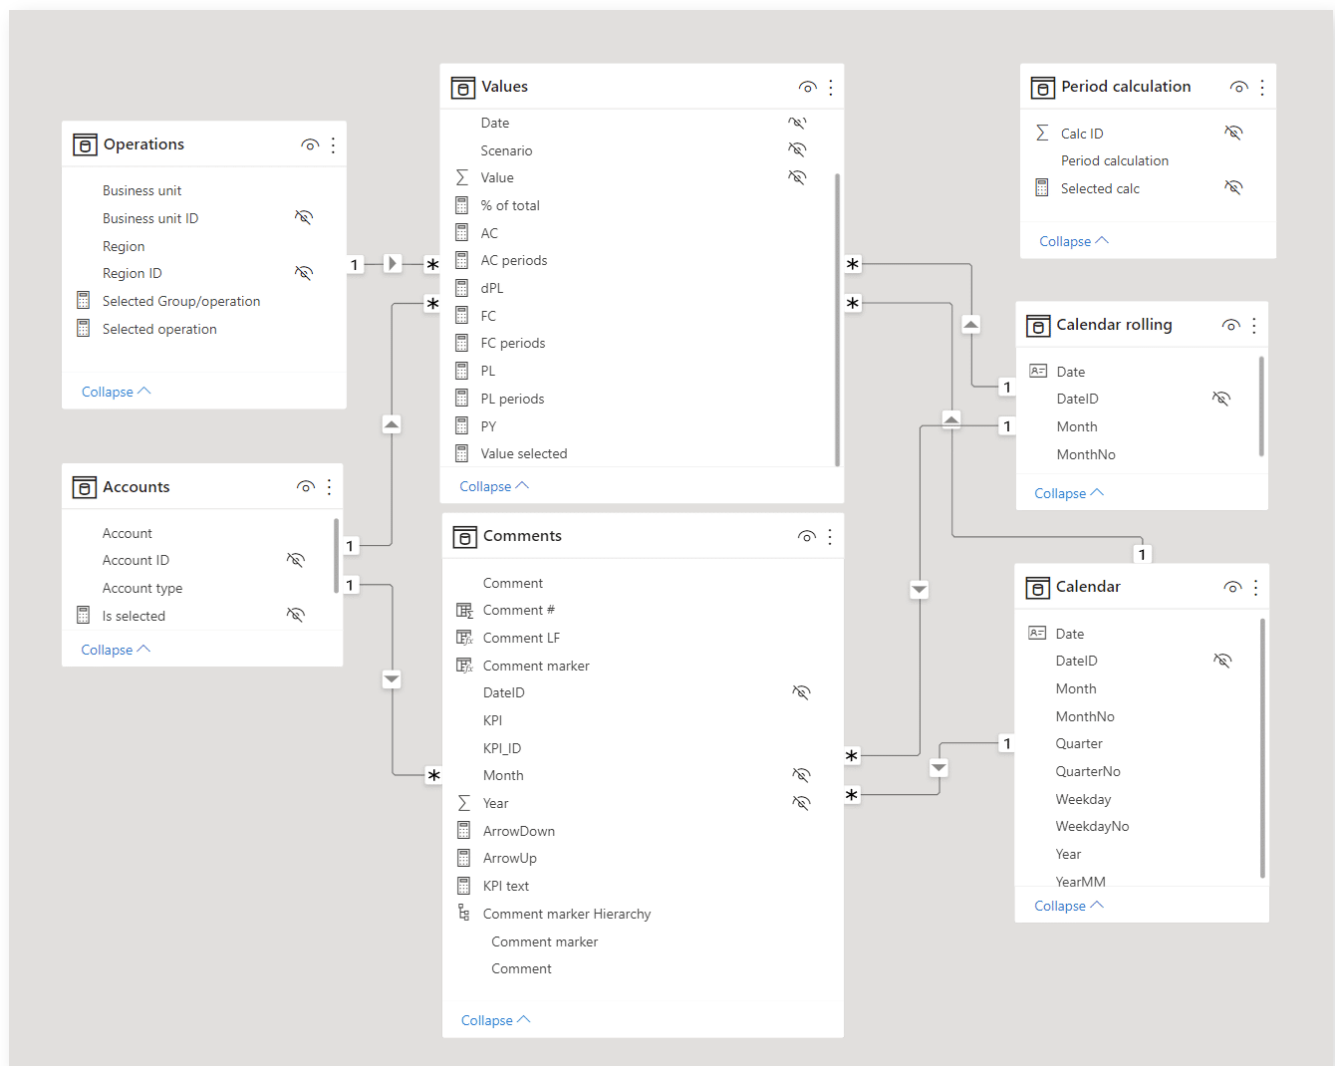 Operations
Business unit
Business unit ID
Region
Region ID
Selected Group/operation
Selected operation
Collapse
1
*
Accounts
Account
Account ID
Account type
Is selected
Collapse
1
1
*
*
Values
Date
Scenario
Value
% of total
AC
AC periods
dPL
FC
FC periods
PL
PL periods
PY
Value selected
Collapse
*
*
Comments
Comment
Comment #
Comment LF
Comment marker
DateID
KPI
KPI_ID
Month
Year
ArrowDown
ArrowUp
KPI text
Comment marker Hierarchy
Comment marker
Comment
Collapse
*
*
Period calculation
Calc ID
Period calculation
Selected calc
Collapse
Calendar rolling
Date
DateID
Month
MonthNo
Collapse
1
1
1
Calendar
Date
DateID
Month
MonthNo
Quarter
QuarterNo
Weekday
WeekdayNo
Year
YearMM
Collapse
1